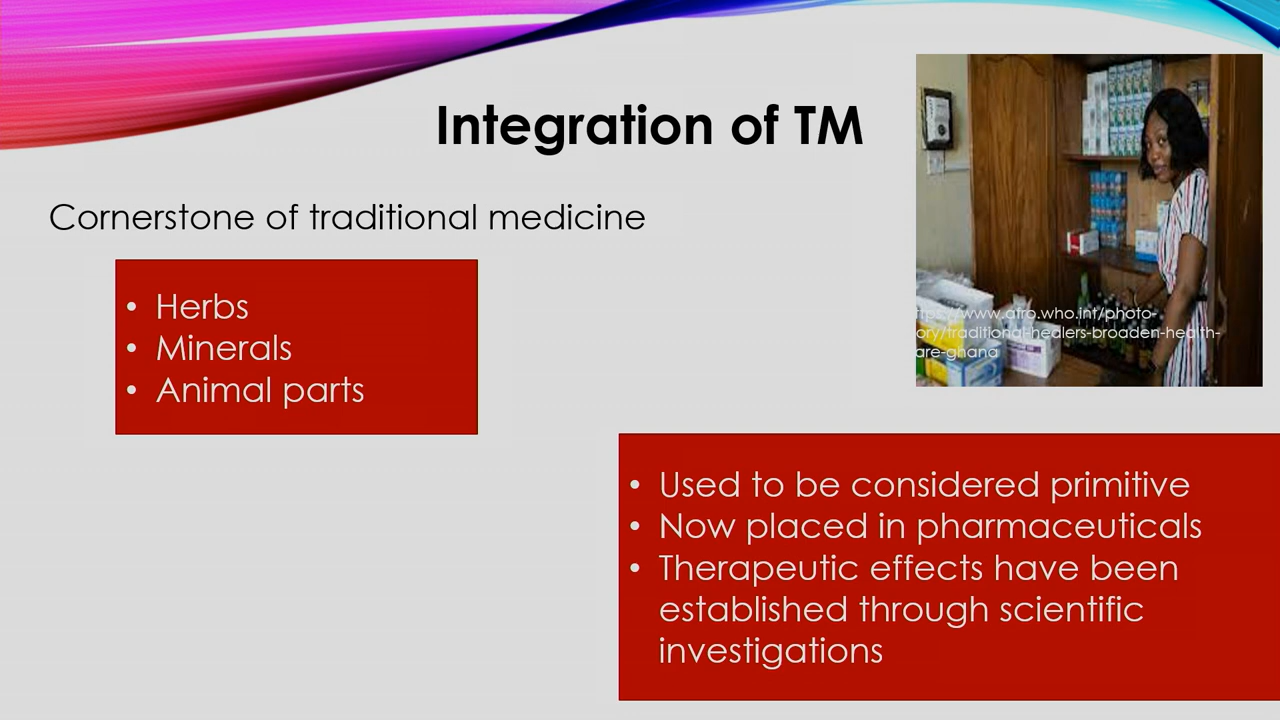 Integration of TM
Cornerstone of traditional medicine
• Herbs
• Minerals
• Animal parts
ttps://www.afro.who.int/photo-
ory/traditional-healers-broaden-health-
are-ghana
• Used to be considered primitive
• Now placed in pharmaceuticals
• Therapeutic effects have been
established through scientific
investigations